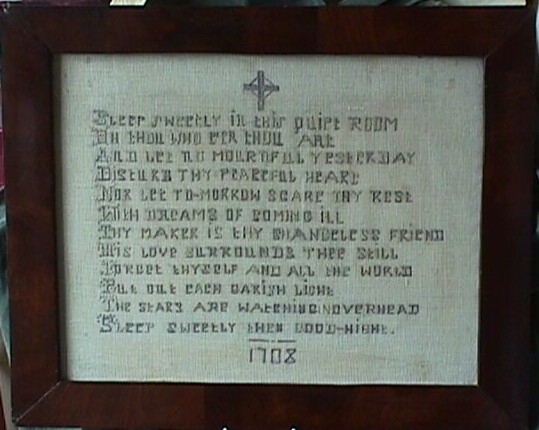 Sleep sweetly in this quiet ROOM
Oh thou who e'er thou art
And let no mournful yesterday
Disturb thy peaceful heart
Nor let to-morrow scare thy rest
With dreams of coming ill
Thy Maker is thy changeless friend
His love surrounds thee still
Forget thyself and all the world
Put out each garish light
The stars are watching overhead
Sleep sweetly then good-night.
1708